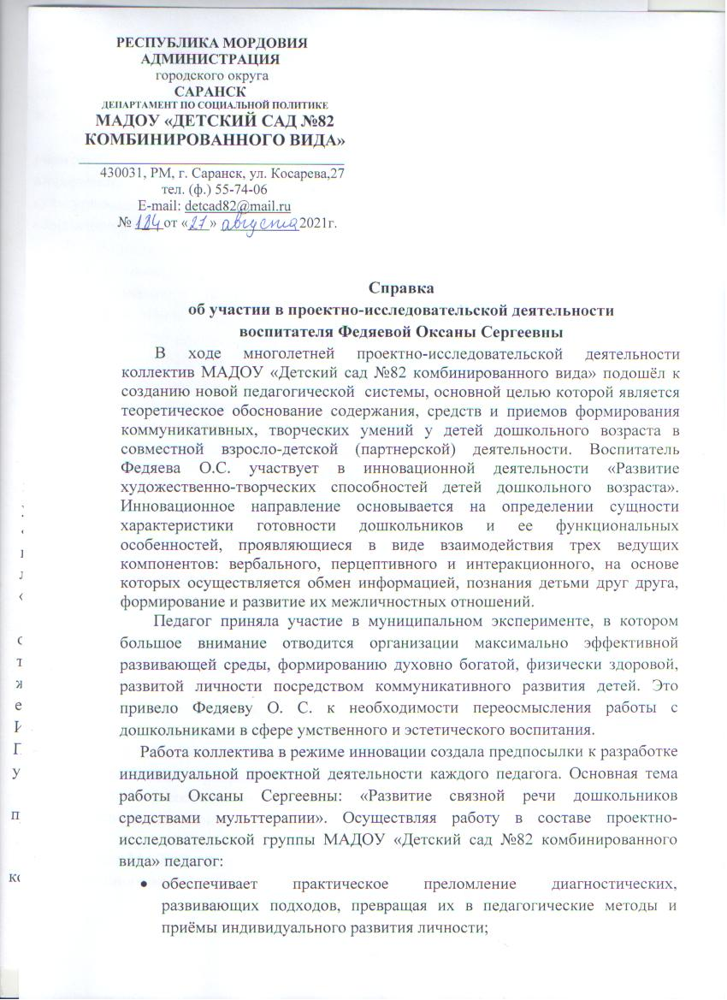 РЕСПУБЛИКА МОРДОВИЯ
АДМИНИСТРАЦИЯ
городского округа
САРАНСК
ДЕПАРТАМЕНТ ПО СОЦИАЛЬНОЙ ПОЛИТИКЕ
МАДОУ «ДЕТСКИЙ САД №82
КОМБИНИРОВАННОГО ВИДА»
430031, РМ, г. Саранск, ул. Косарева,27
тел. (ф.) 55-74-06
E-mail: detcad82@mail.ru
№ 184 от «27» августа 2021г.
Справка
об участии в проектно-исследовательской деятельности
воспитателя Федяевой Оксаны Сергеевны
В ходе многолетней проектно-исследовательской деятельности
коллектив МАДОУ «Детский сад №82 комбинированного вида» подошёл к
созданию новой педагогической системы, основной целью которой является
теоретическое обоснование содержания, средств и приемов формирования
коммуникативных, творческих умений у детей дошкольного возраста в
совместной взросло-детской (партнерской) деятельности. Воспитатель
Федяева О.С. участвует в инновационной деятельности «Развитие
художественно-творческих способностей детей дошкольного возраста».
Инновационное направление основывается на определении сущности
характеристики готовности дошкольников и ее функциональных
особенностей, проявляющиеся в виде взаимодействия трех ведущих
компонентов: вербального, перцептивного и интеракционного, на основе
которых осуществляется обмен информацией, познания детьми друг друга,
формирование и развитие их межличностных отношений.
Педагог приняла участие в муниципальном эксперименте, в котором
большое внимание отводится организации максимально эффективной
развивающей среды, формированию духовно богатой, физически здоровой,
развитой личности посредством коммуникативного развития детей. Это
привело Федяеву О. С. к необходимости переосмысления работы с
дошкольниками в сфере умственного и эстетического воспитания.
Работа коллектива в режиме инновации создала предпосылки к разработке
индивидуальной проектной деятельности каждого педагога. Основная тема
работы Оксаны Сергеевны: «Развитие связной речи дошкольников
средствами мульттерапии». Осуществляя работу в составе проектно-
исследовательской группы МАДОУ «Детский сад №82 комбинированного
вида» педагог:
• обеспечивает практическое преломление диагностических,
развивающих подходов, превращая их в педагогические методы и
приёмы индивидуального развития личности;